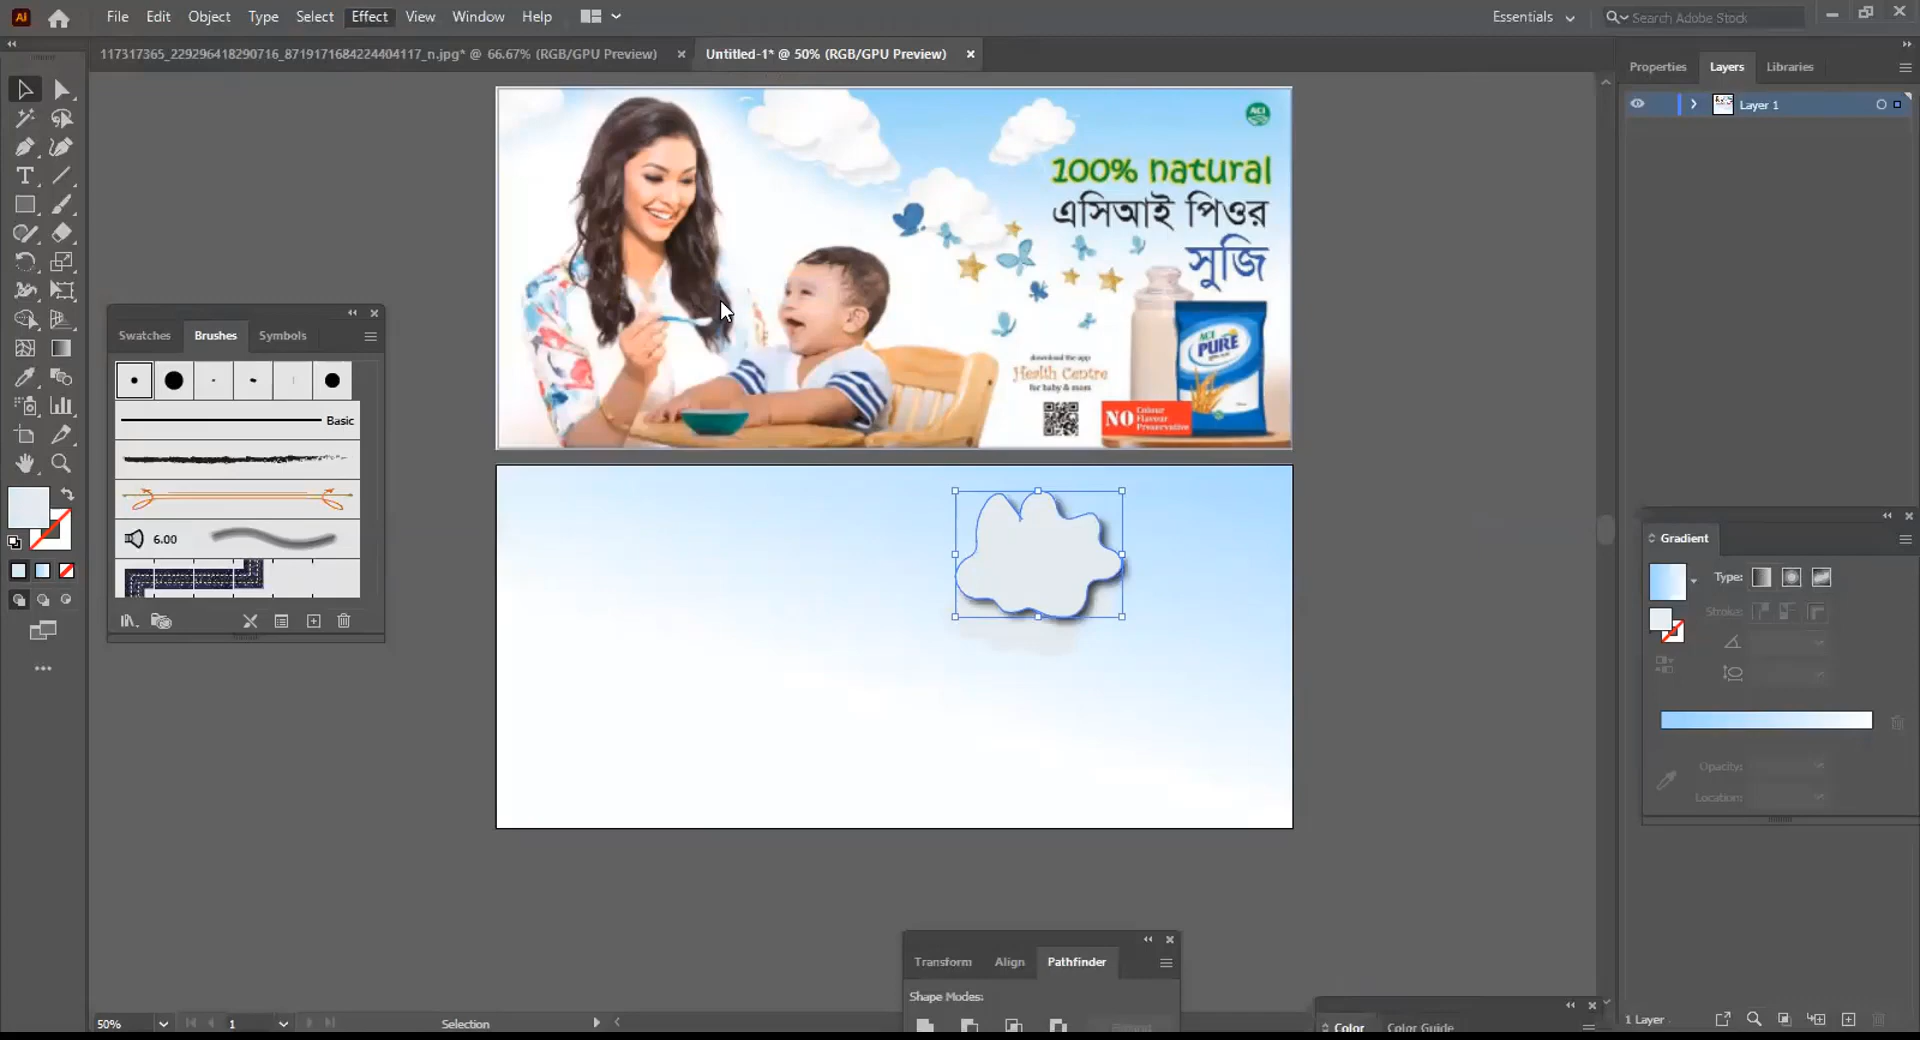 Ai File Edit Object Type Select Effect View Window Help Essentials Search Adobe Stock
117317365_229296418290716_8719171684224404117_n.jpg* @ 66.67% (RGB/GPU Preview) Untitled-1* @ 50% (RGB/GPU Preview)
Properties Layers Libraries
Layer 1
ACI
100% natural
এসিআই পিওর
সুজি
download the app
Health Centre
for baby & mom
NO Colour
Flavour
Preservative
ACI
PURE
Swatches Brushes Symbols
Basic
6.00
Gradient
Type:
Stroke:
Opacity:
Location:
Transform Align Pathfinder
Shape Modes:
Color Color Guide
50% 1 Selection
1 Layer